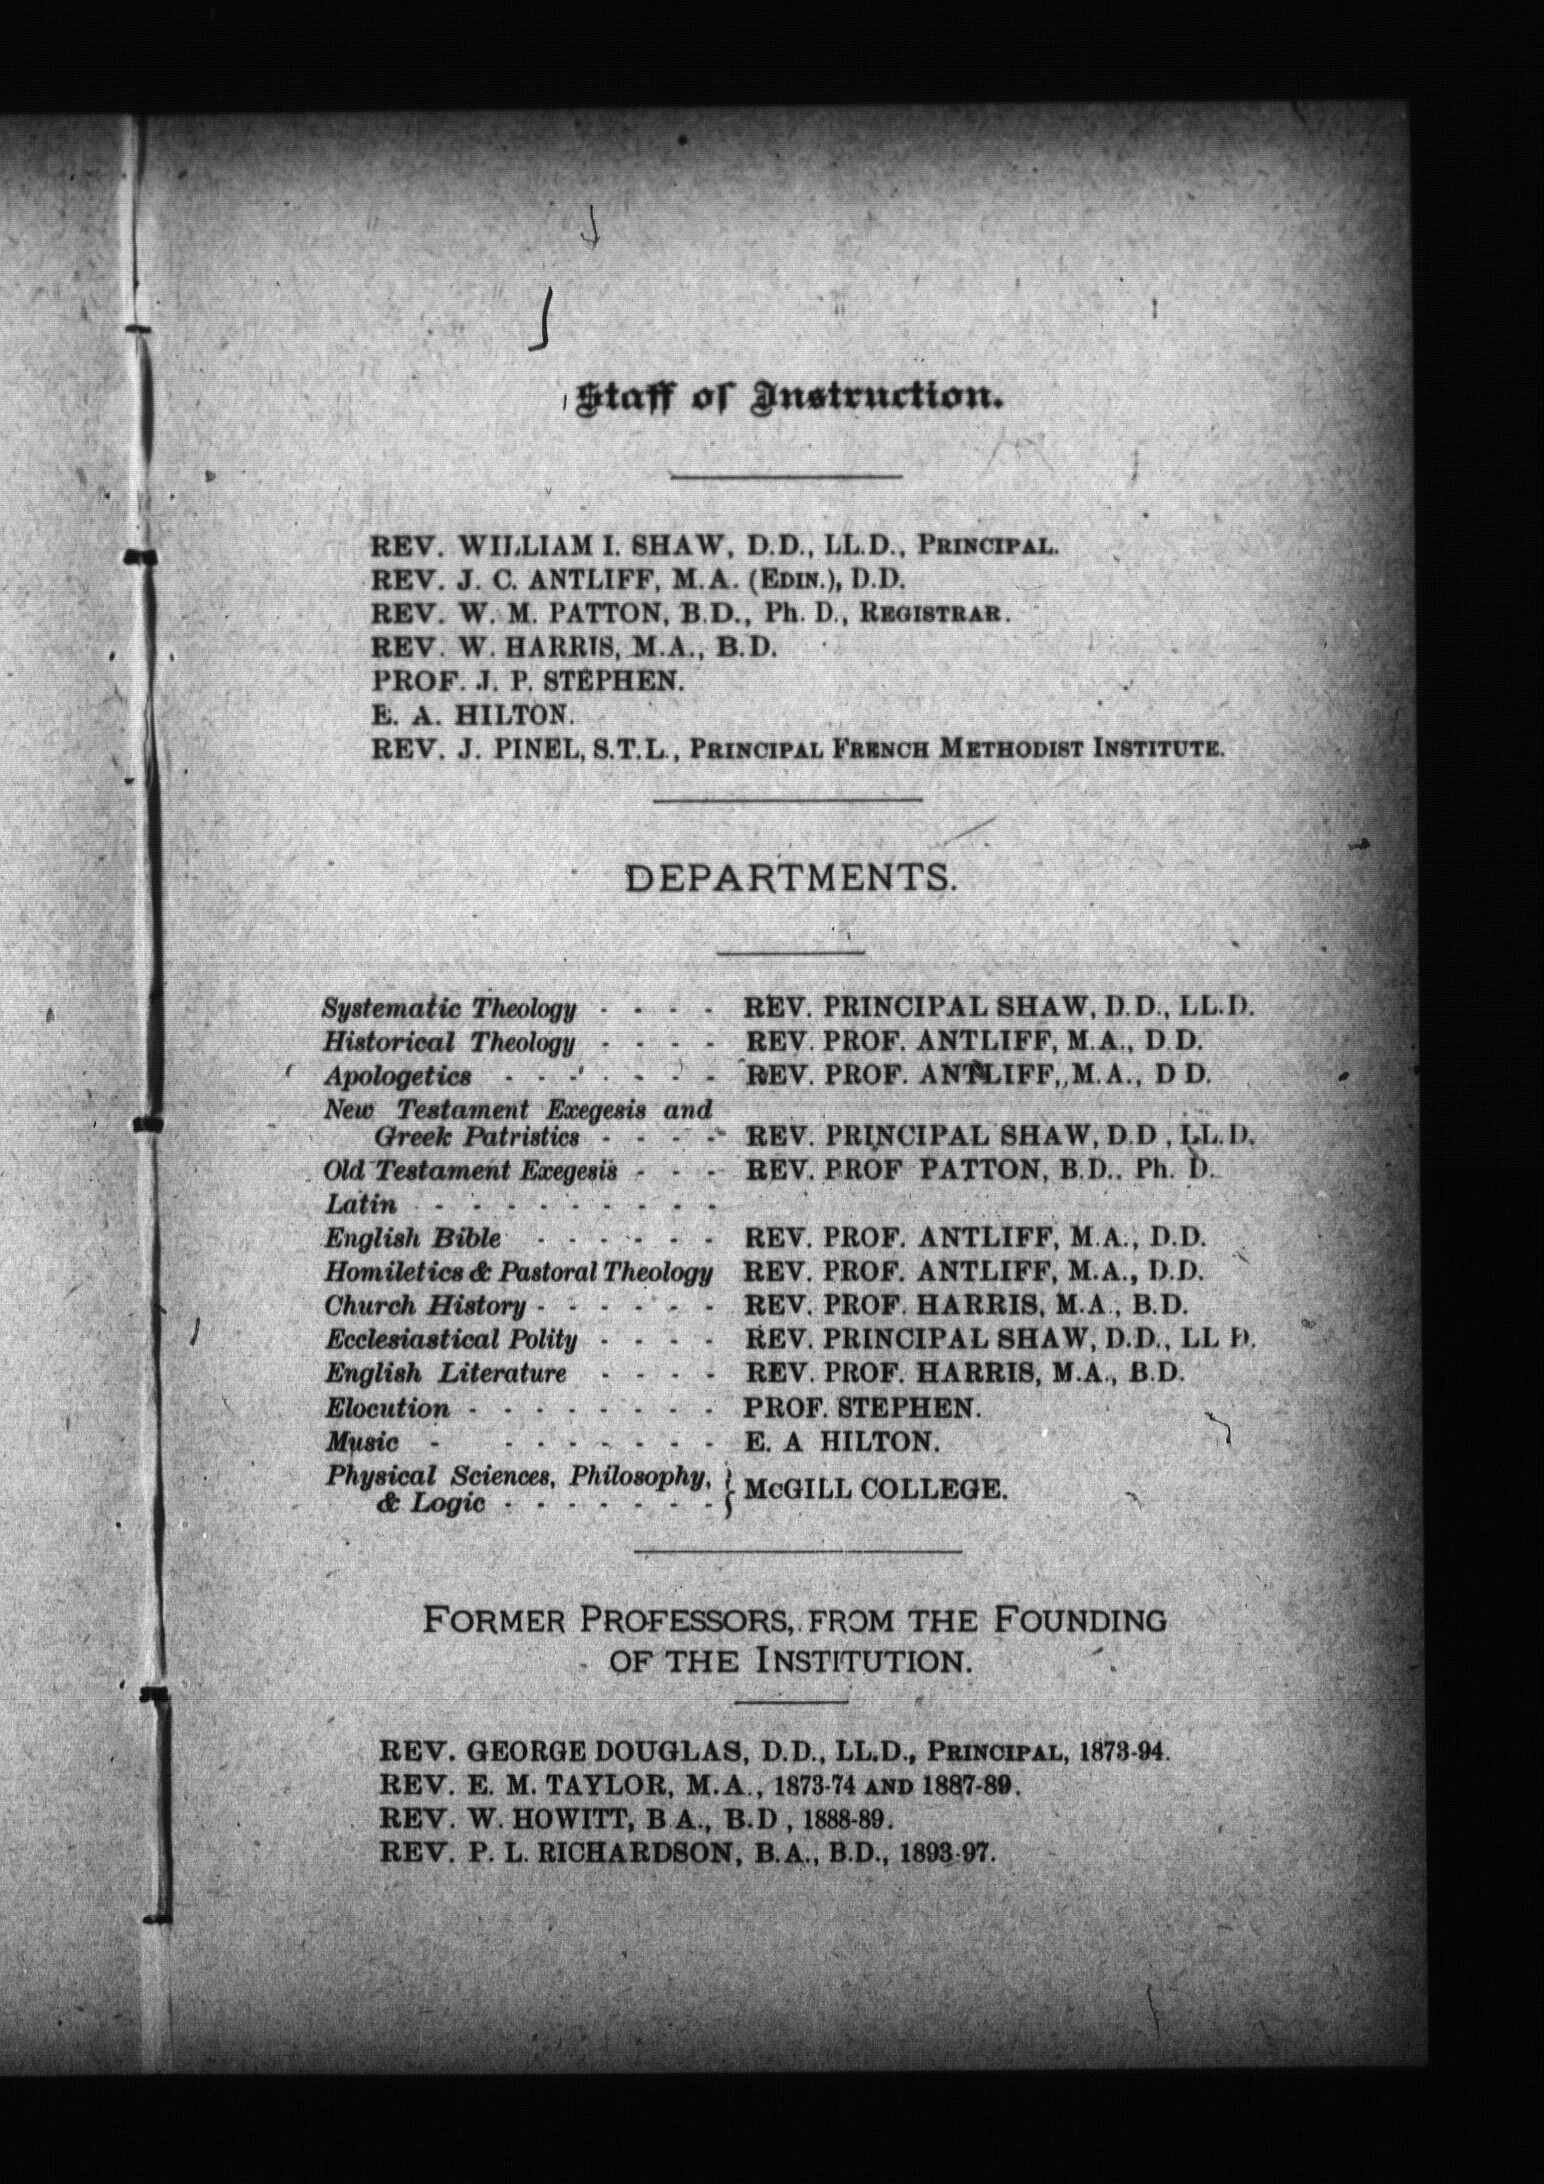 Staff of Instruction.
REV. WILLIAM I. SHAW, D.D., LL.D., PRINCIPAL.
REV. J. C. ANTLIFF, M.A. (EDIN.), D.D.
REV. W. M. PATTON, B.D., Ph. D., REGISTRAR.
REV. W. HARRIS, M.A., B.D.
PROF. J. P. STEPHEN.
E. A. HILTON.
REV. J. PINEL, S.T.L., PRINCIPAL FRENCH METHODIST INSTITUTE.
DEPARTMENTS.
Systematic Theology - - - - REV. PRINCIPAL SHAW, D.D., LL.D.
Historical Theology - - - - REV. PROF. ANTLIFF, M.A., D.D.
Apologetics - - - - - - - REV. PROF. ANTLIFF, M.A., D D.
New Testament Exegesis and
Greek Patristics - - - - REV. PRINCIPAL SHAW, D.D , LL.D.
Old Testament Exegesis - - - REV. PROF PATTON, B.D.. Ph. D.
Latin - - - - - - - - -
English Bible - - - - - - REV. PROF. ANTLIFF, M.A., D.D.
Homiletics & Pastoral Theology REV. PROF. ANTLIFF, M.A., D.D.
Church History - - - - - - REV. PROF. HARRIS, M.A., B.D.
Ecclesiastical Polity - - - - REV. PRINCIPAL SHAW, D.D., LL D.
English Literature - - - - REV. PROF. HARRIS, M.A., B.D.
Elocution - - - - - - - - PROF. STEPHEN.
Music - - - - - - - - E. A HILTON.
Physical Sciences, Philosophy,
& Logic - - - - - - - } McGILL COLLEGE.
FORMER PROFESSORS, FROM THE FOUNDING
OF THE INSTITUTION.
REV. GEORGE DOUGLAS, D.D., LL.D., PRINCIPAL, 1873-94.
REV. E. M. TAYLOR, M.A., 1873-74 AND 1887-89.
REV. W. HOWITT, B A., B.D , 1888-89.
REV. P. L. RICHARDSON, B.A., B.D., 1893-97.